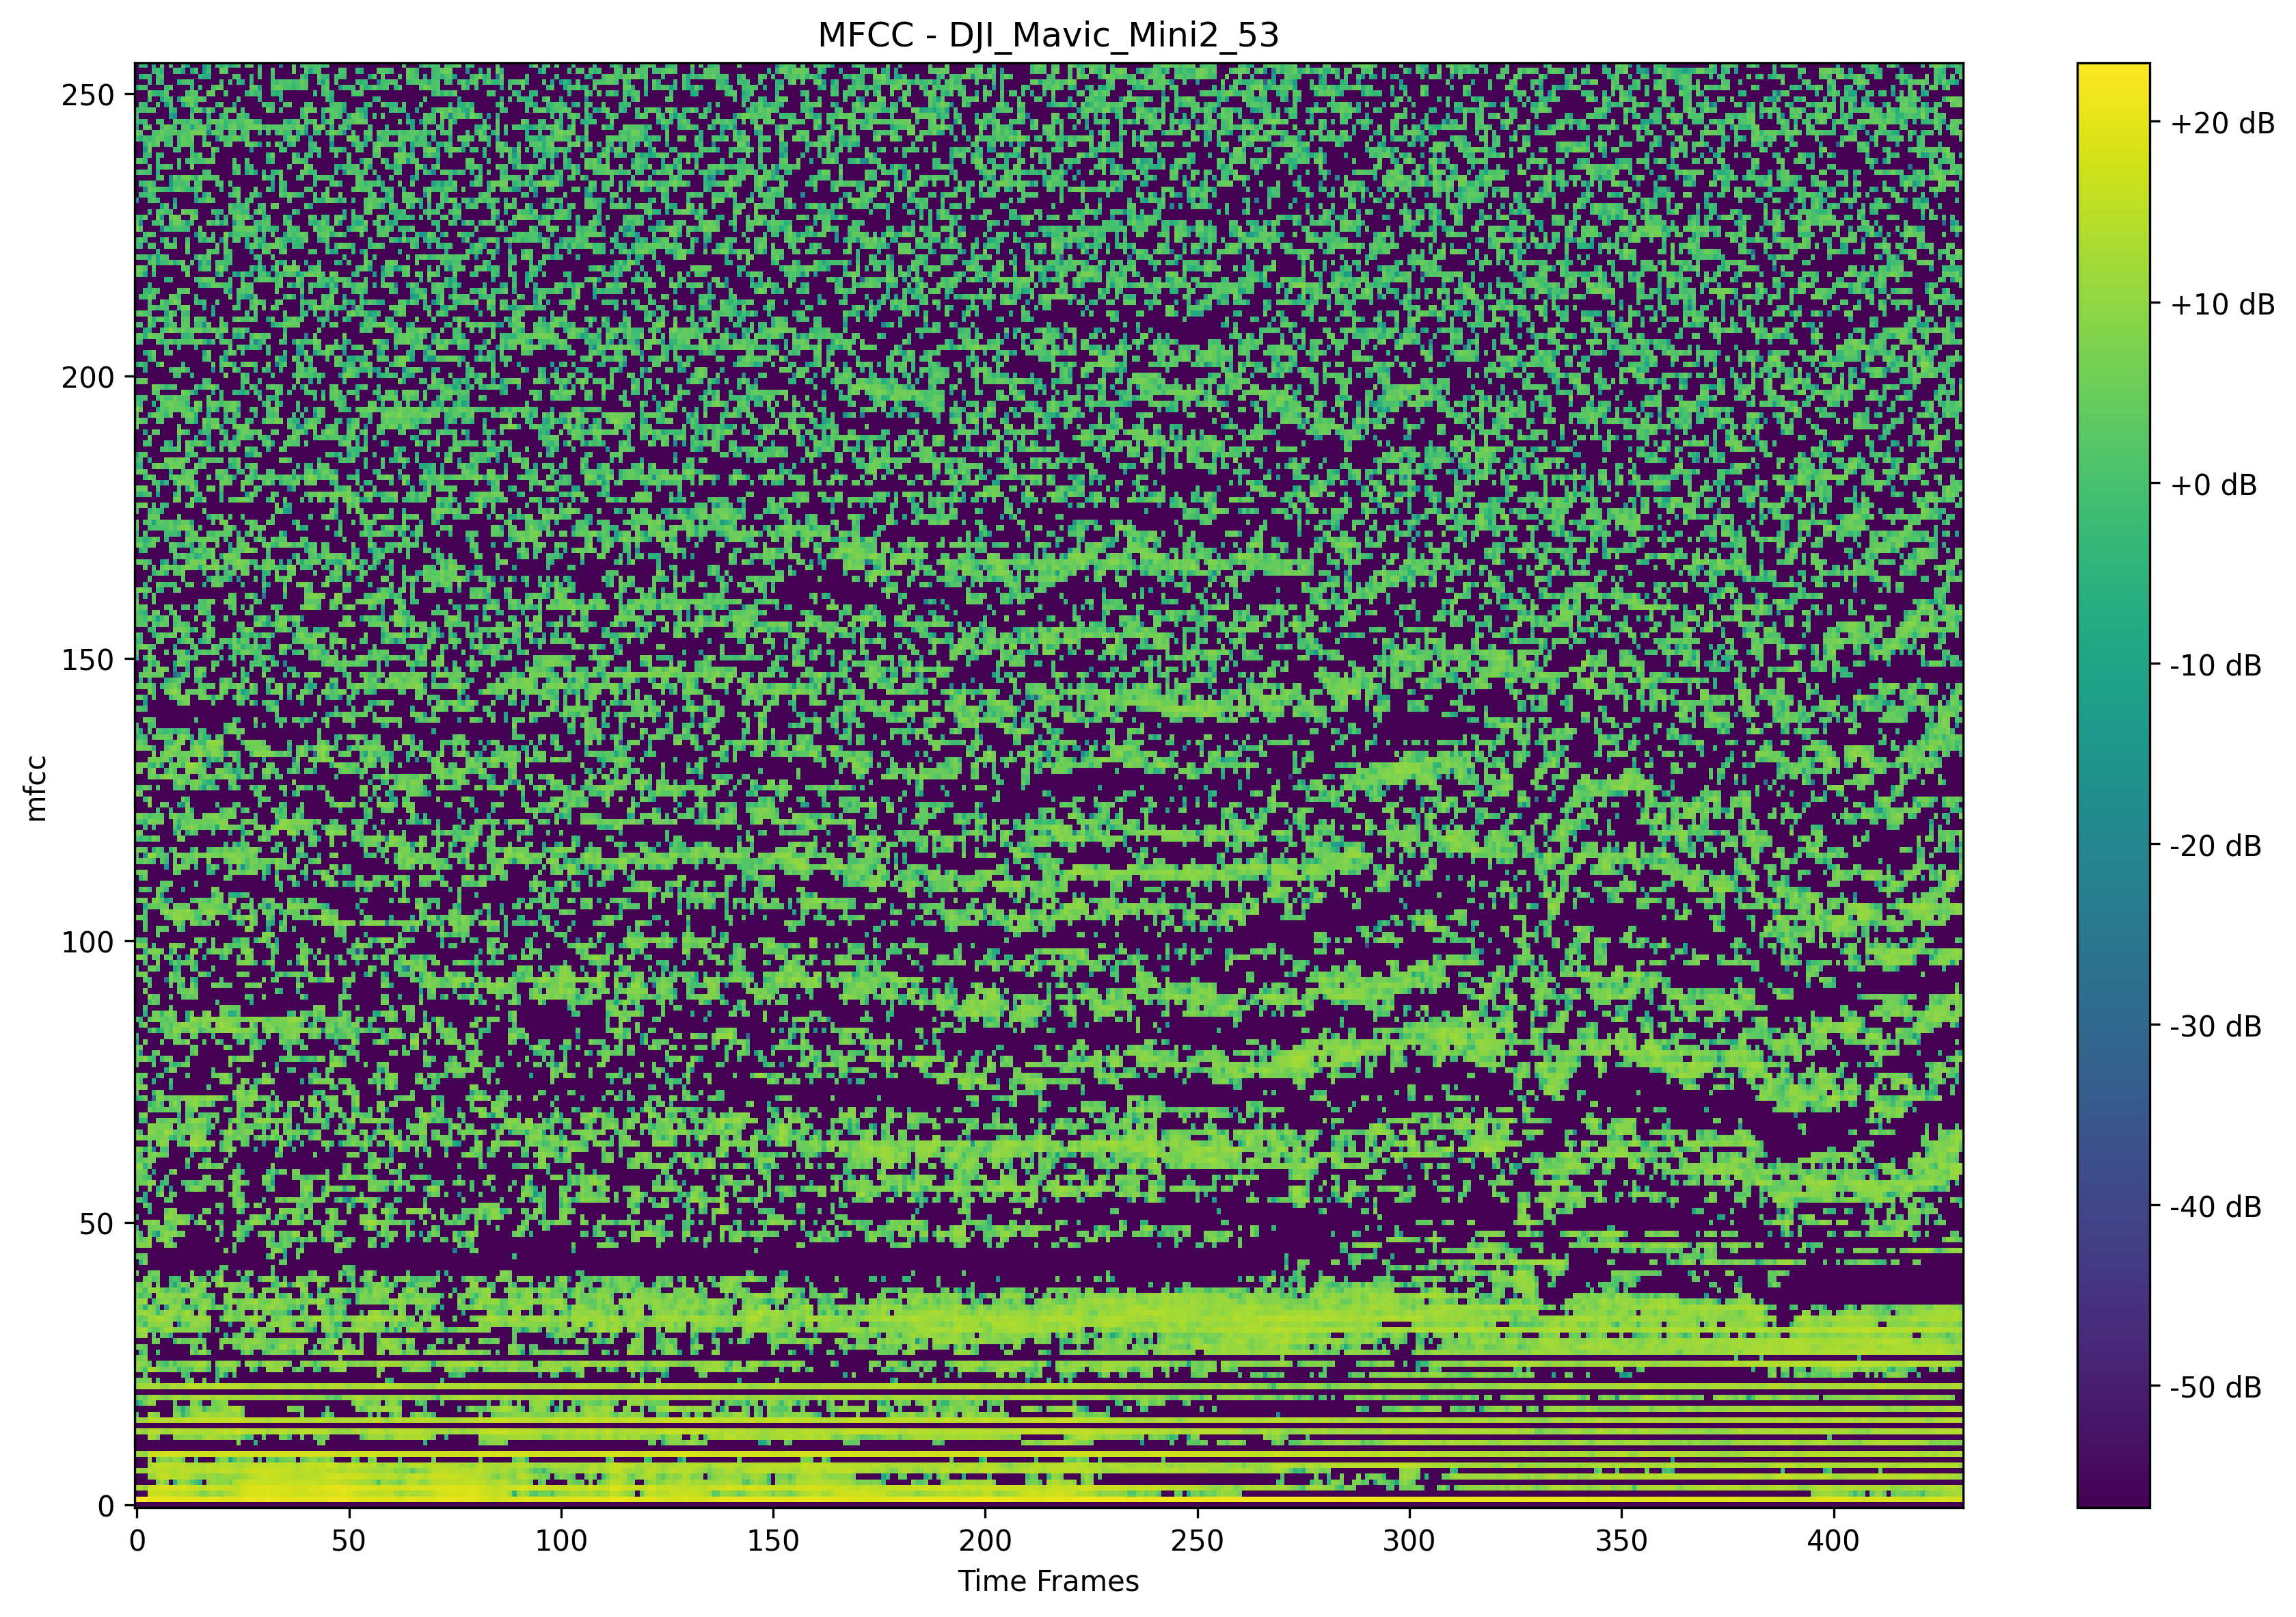 MFCC - DJI_Mavic_Mini2_53
250
200
150
100
50
0
mfcc
0 50 100 150 200 250 300 350 400
Time Frames
+20 dB
+10 dB
+0 dB
-10 dB
-20 dB
-30 dB
-40 dB
-50 dB